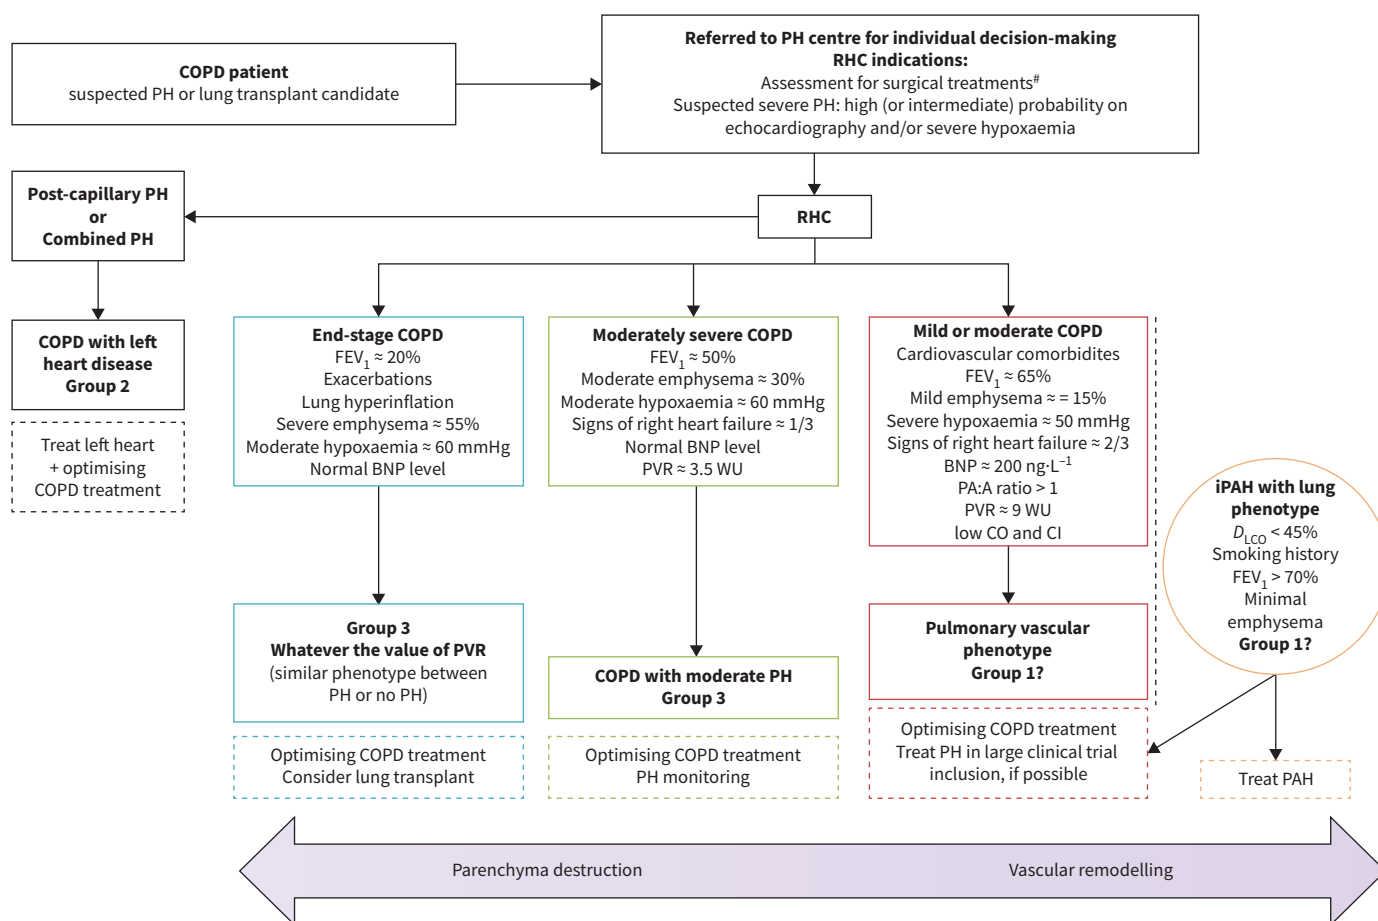 COPD patient
suspected PH or lung transplant candidate
Referred to PH centre for individual decision-making
RHC indications:
Assessment for surgical treatments#
Suspected severe PH: high (or intermediate) probability on
echocardiography and/or severe hypoxaemia
Post-capillary PH
or
Combined PH
RHC
COPD with left
heart disease
Group 2
Treat left heart
+ optimising
COPD treatment
End-stage COPD
FEV1 ≈ 20%
Exacerbations
Lung hyperinflation
Severe emphysema ≈ 55%
Moderate hypoxaemia ≈ 60 mmHg
Normal BNP level
Moderately severe COPD
FEV1 ≈ 50%
Moderate emphysema ≈ 30%
Moderate hypoxaemia ≈ 60 mmHg
Signs of right heart failure ≈ 1/3
Normal BNP level
PVR ≈ 3.5 WU
Mild or moderate COPD
Cardiovascular comorbidites
FEV1 ≈ 65%
Mild emphysema ≈ = 15%
Severe hypoxaemia ≈ 50 mmHg
Signs of right heart failure ≈ 2/3
BNP ≈ 200 ng·L−1
PA:A ratio > 1
PVR ≈ 9 WU
low CO and CI
iPAH with lung
phenotype
DLCO < 45%
Smoking history
FEV1 > 70%
Minimal
emphysema
Group 1?
Group 3
Whatever the value of PVR
(similar phenotype between
PH or no PH)
COPD with moderate PH
Group 3
Pulmonary vascular
phenotype
Group 1?
Optimising COPD treatment
Consider lung transplant
Optimising COPD treatment
PH monitoring
Optimising COPD treatment
Treat PH in large clinical trial
inclusion, if possible
Treat PAH
Parenchyma destruction
Vascular remodelling